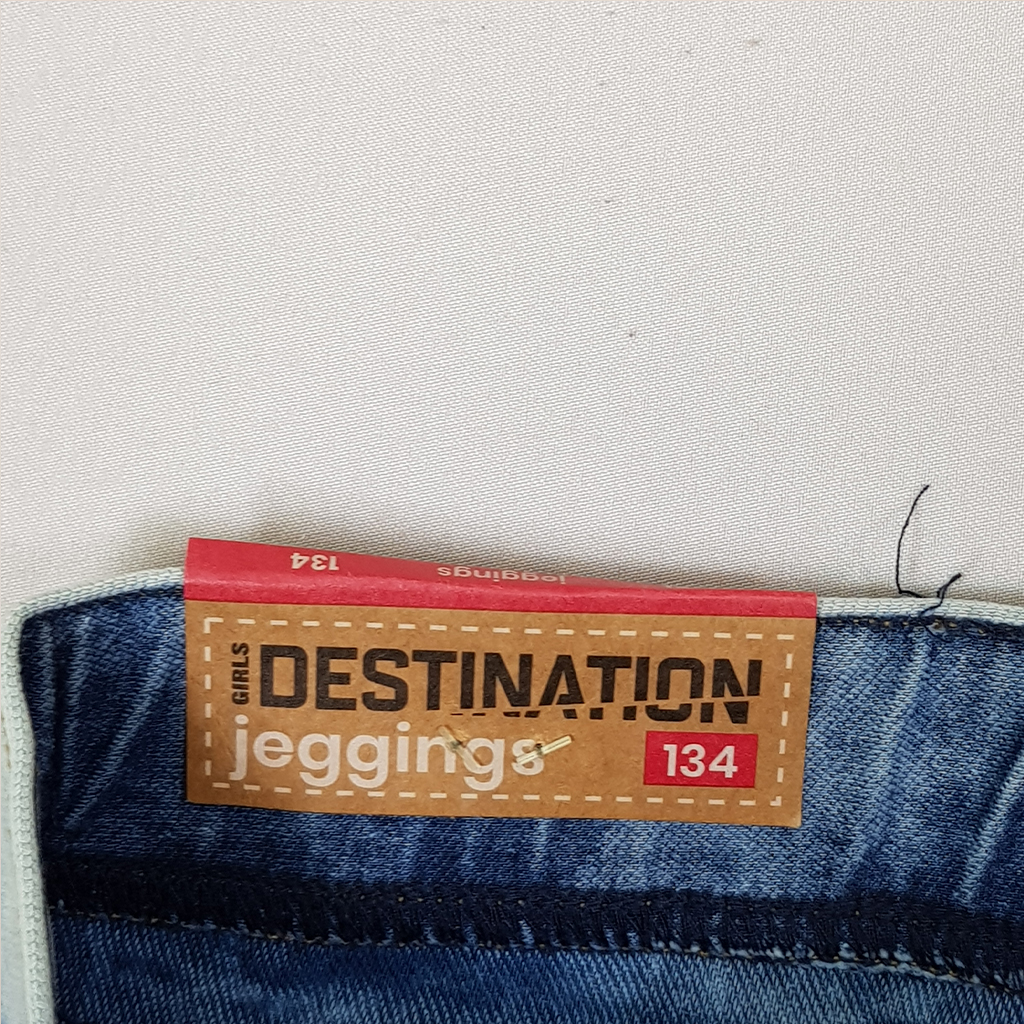 134 jeggings
GIRLS
DESTINATION
jeggings
134